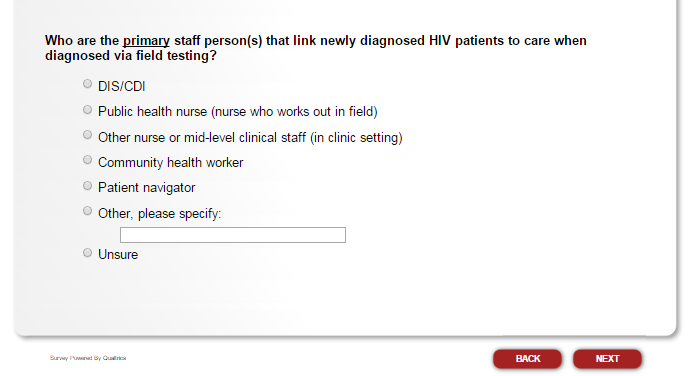 Who are the primary staff person(s) that link newly diagnosed HIV patients to care when
diagnosed via field testing?
DIS/CDI
Public health nurse (nurse who works out in field)
Other nurse or mid-level clinical staff (in clinic setting)
Community health worker
Patient navigator
Other, please specify:
Unsure
Survey Powered By Qualtrics
BACK
NEXT